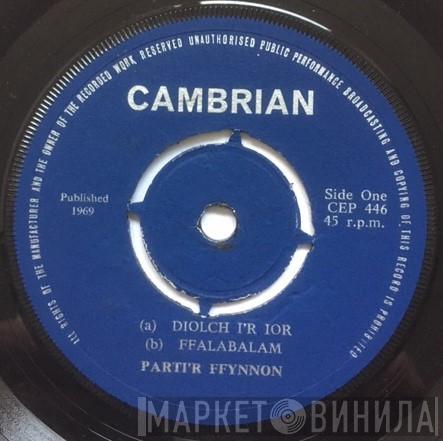 ALL RIGHTS OF THE MANUFACTURER AND THE OWNER OF THE RECORDED WORK RESERVED UNAUTHORISED PUBLIC PERFORMANCE BROADCASTING AND COPYING OF THIS RECORD IS PROHIBITED
CAMBRIAN
Published
1969
Side One
CEP 446
45 r.p.m.
(a) DIOLCH I'R IOR
(b) FFALABALAM
PARTI'R FFYNNON
МАРКЕТ ВИНИЛА